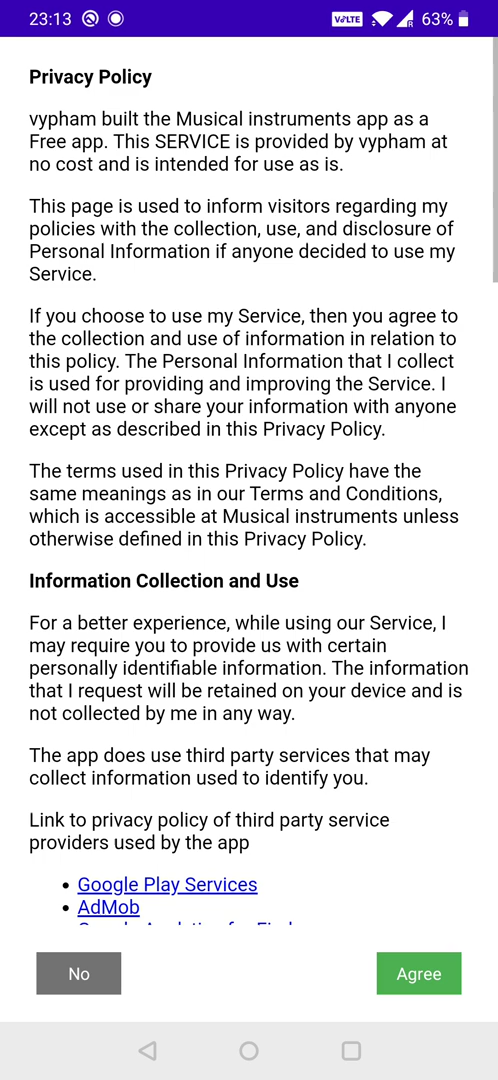 23:13
VoLTE
R
63%
Privacy Policy
vypham built the Musical instruments app as a
Free app. This SERVICE is provided by vypham at
no cost and is intended for use as is.
This page is used to inform visitors regarding my
policies with the collection, use, and disclosure of
Personal Information if anyone decided to use my
Service.
If you choose to use my Service, then you agree to
the collection and use of information in relation to
this policy. The Personal Information that I collect
is used for providing and improving the Service. I
will not use or share your information with anyone
except as described in this Privacy Policy.
The terms used in this Privacy Policy have the
same meanings as in our Terms and Conditions,
which is accessible at Musical instruments unless
otherwise defined in this Privacy Policy.
Information Collection and Use
For a better experience, while using our Service, I
may require you to provide us with certain
personally identifiable information. The information
that I request will be retained on your device and is
not collected by me in any way.
The app does use third party services that may
collect information used to identify you.
Link to privacy policy of third party service
providers used by the app
• Google Play Services
• AdMob
No
Agree